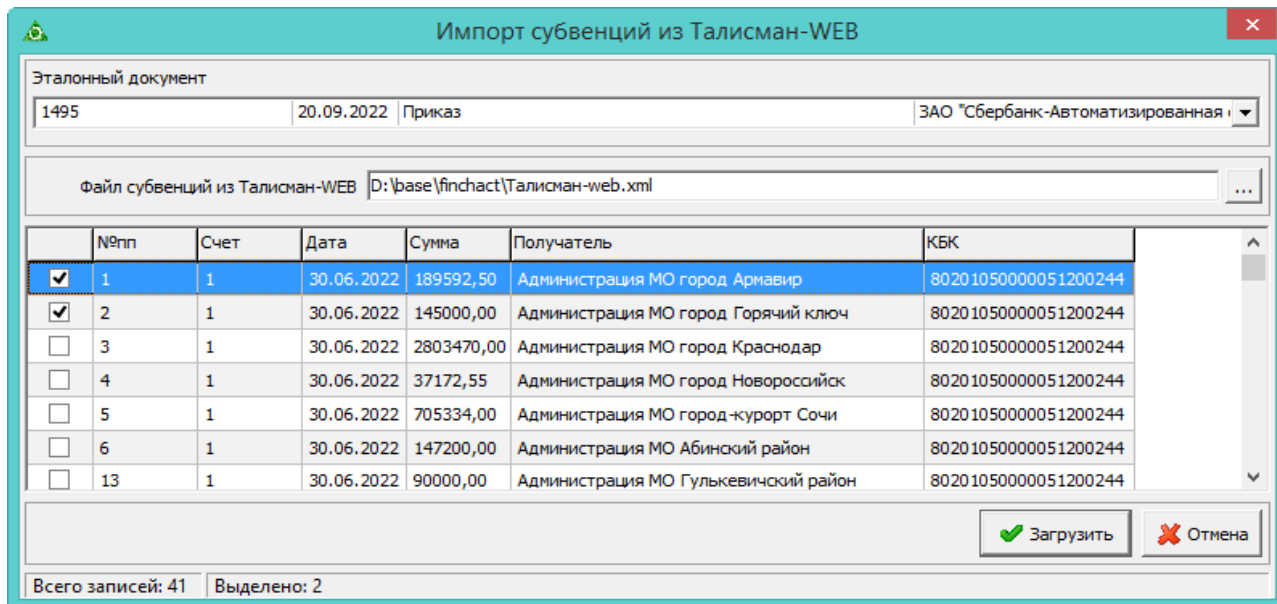 Импорт субвенций из Талисман-WEB
Эталонный документ
1495 20.09.2022 Приказ ЗАО "Сбербанк-Автоматизированная
Файл субвенций из Талисман-WEB D:\base\finchact\Талисман-web.xml ...
№пп Счет Дата Сумма Получатель КБК
1 1 30.06.2022 189592,50 Администрация МО город Армавир 80201050000051200244
2 1 30.06.2022 145000,00 Администрация МО город Горячий ключ 80201050000051200244
3 1 30.06.2022 2803470,00 Администрация МО город Краснодар 80201050000051200244
4 1 30.06.2022 37172,55 Администрация МО город Новороссийск 80201050000051200244
5 1 30.06.2022 705334,00 Администрация МО город-курорт Сочи 80201050000051200244
6 1 30.06.2022 147200,00 Администрация МО Абинский район 80201050000051200244
13 1 30.06.2022 90000,00 Администрация МО Гулькевичский район 80201050000051200244
Загрузить Отмена
Всего записей: 41 Выделено: 2